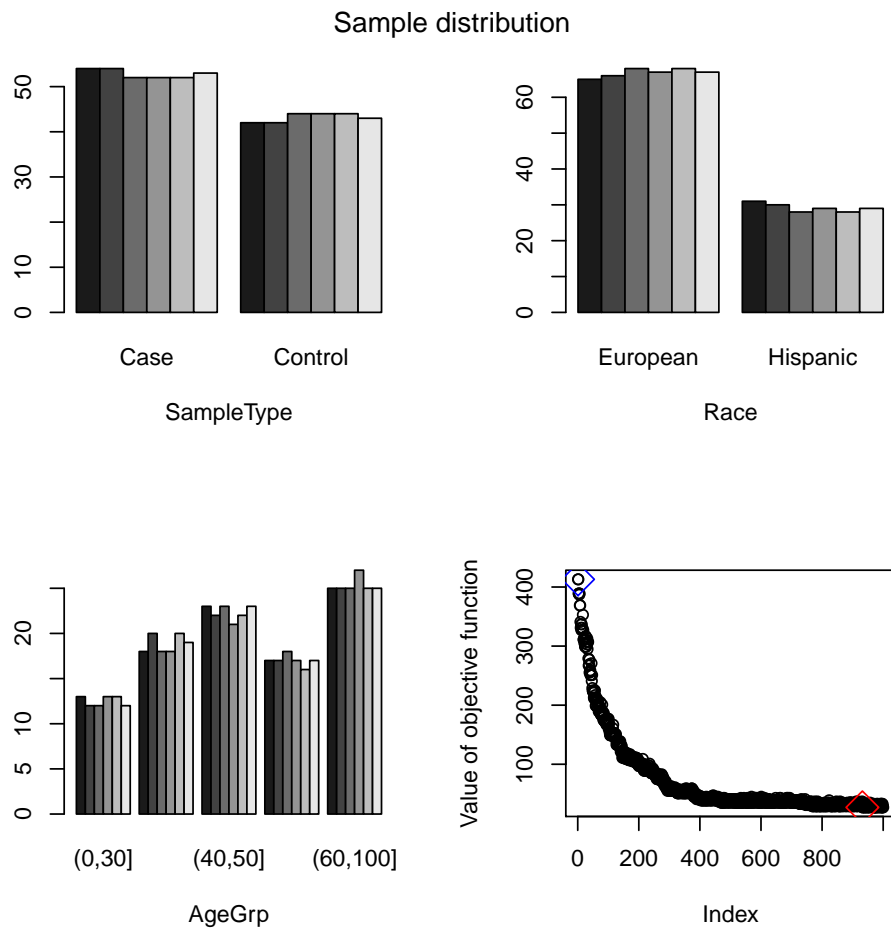 Sample distribution
0 10 30 50
Case Control
SampleType
0 20 40 60
European Hispanic
Race
0 5 10 20
(0,30] (40,50] (60,100]
AgeGrp
Value of objective function
100 200 300 400
0 200 400 600 800
Index